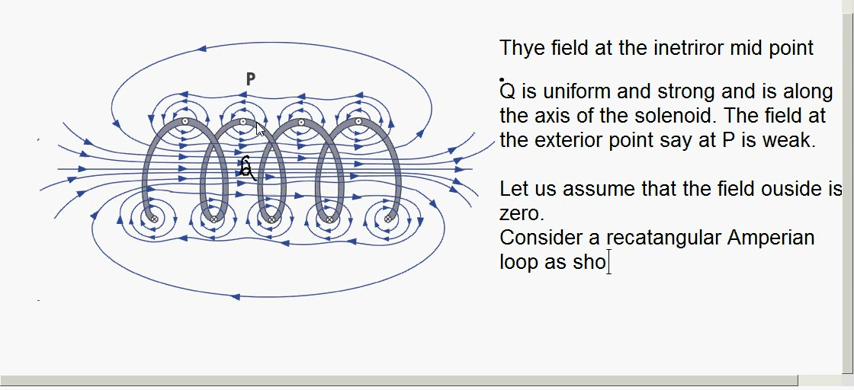 P
Q
Thye field at the inetriror mid point
Q is uniform and strong and is along
the axis of the solenoid. The field at
the exterior point say at P is weak.
Let us assume that the field ouside is
zero.
Consider a recatangular Amperian
loop as sho